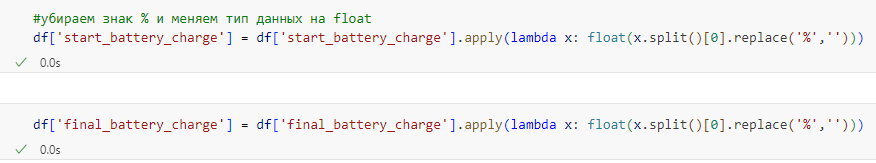 #убираем знак % и меняем тип данных на float
df['start_battery_charge'] = df['start_battery_charge'].apply(lambda x: float(x.split()[0].replace('%','')))
0.0s
df['final_battery_charge'] = df['final_battery_charge'].apply(lambda x: float(x.split()[0].replace('%','')))
0.0s